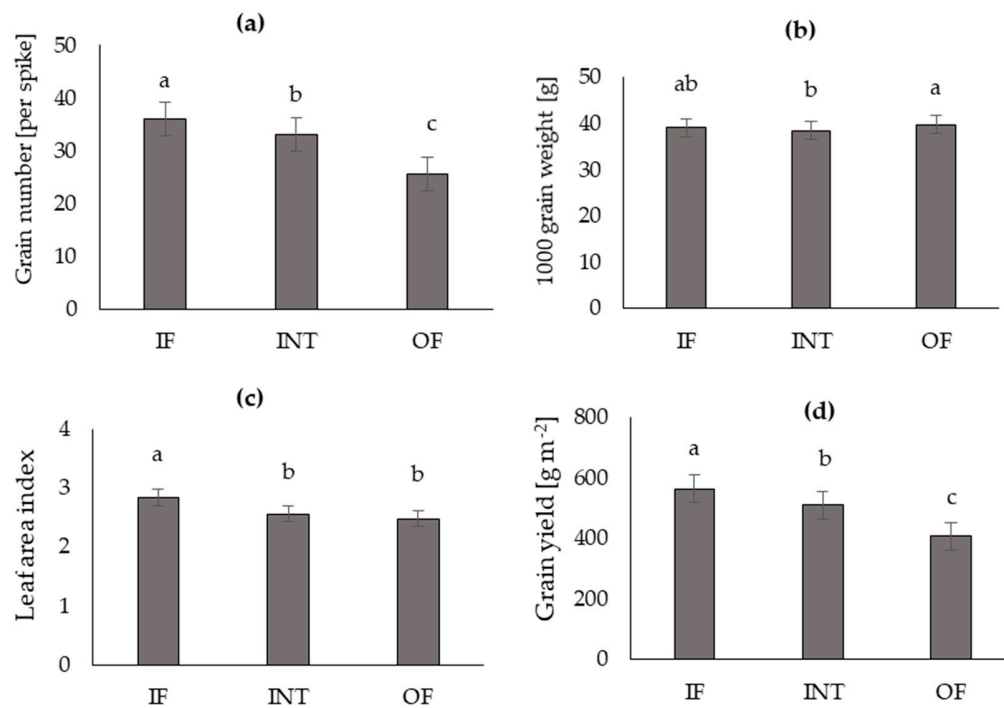 (a)
Grain number [per spike]
50
40
30
20
10
0
a
b
c
IF
INT
OF
(b)
1000 grain weight [g]
50
40
30
20
10
0
ab
b
a
IF
INT
OF
(c)
Leaf area index
4
3
2
1
0
a
b
b
IF
INT
OF
(d)
Grain yield [g m⁻²]
800
600
400
200
0
a
b
c
IF
INT
OF